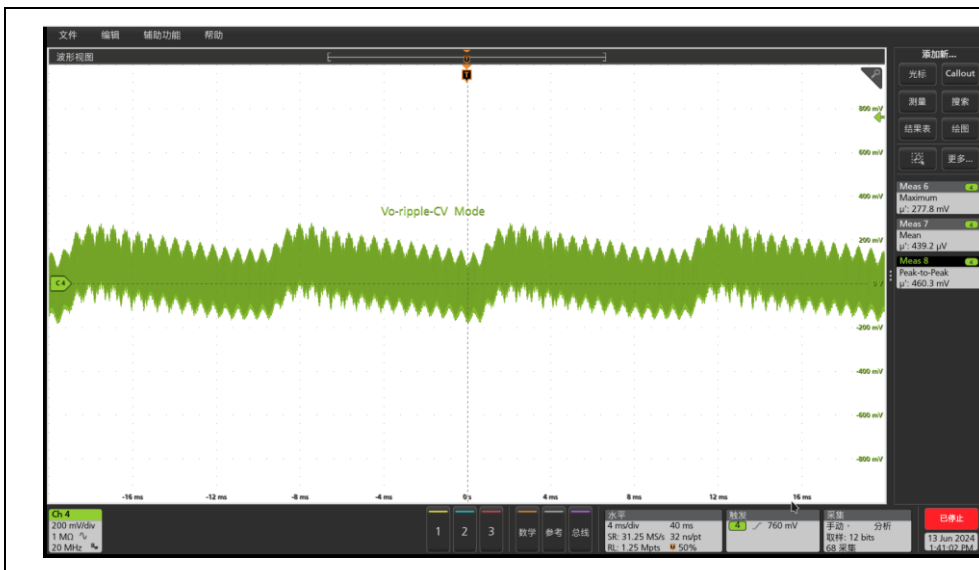 文件 编辑 辅助功能 帮助
波形视图
添加新...
光标 Callout
测量 搜索
结果表 绘图
更多...
T
800 mV
600 mV
400 mV
200 mV
-200 mV
-400 mV
-600 mV
-800 mV
Vo-ripple-CV Mode
C4
Meas 6 4
Maximum
µ': 277.8 mV
Meas 7 4
Mean
µ': 439.2 µV
Meas 8 4
Peak-to-Peak
µ': 460.3 mV
-16 ms -12 ms -8 ms -4 ms 0s 4 ms 8 ms 12 ms 16 ms
Ch 4
200 mV/div
1 MΩ
20 MHz
1 2 3 数学 参考 总线
水平
4 ms/div 40 ms
SR: 31.25 MS/s 32 ns/pt
RL: 1.25 Mpts 50%
触发
4 760 mV
采集
手动, 分析
取样: 12 bits
68 采集
已停止
13 Jun 2024
1:41:02 PM